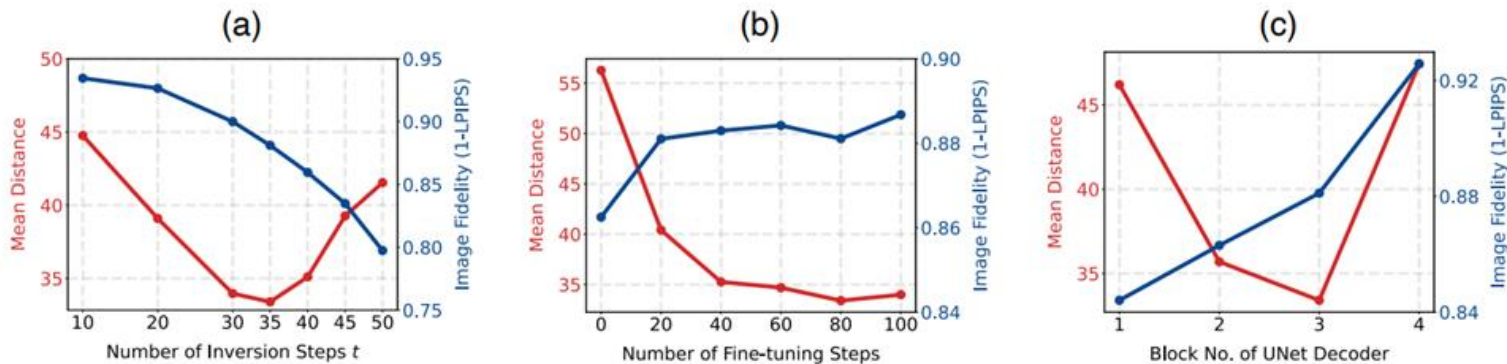 (a)
50
45
40
35
Mean Distance
10 20 30 35 40 45 50
Number of Inversion Steps t
0.95
0.90
0.85
0.80
0.75
Image Fidelity (1-LPIPS)
(b)
55
50
45
40
35
Mean Distance
0 20 40 60 80 100
Number of Fine-tuning Steps
0.90
0.88
0.86
0.84
Image Fidelity (1-LPIPS)
(c)
45
40
35
Mean Distance
1 2 3 4
Block No. of UNet Decoder
0.92
0.88
0.84
Image Fidelity (1-LPIPS)